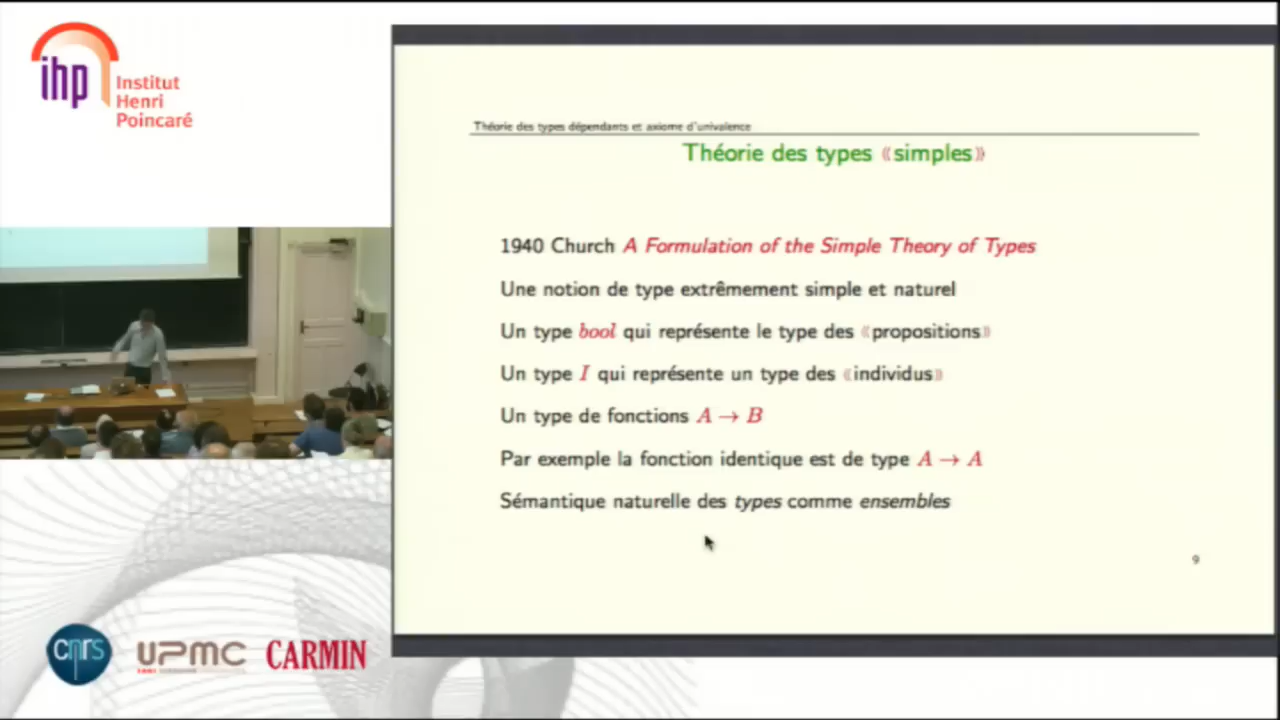 ihp
Institut
Henri
Poincaré
Théorie des types dépendants et axiome d'univalence
Théorie des types «simples»
1940 Church A Formulation of the Simple Theory of Types
Une notion de type extrêmement simple et naturel
Un type bool qui représente le type des «propositions»
Un type I qui représente un type des «individus»
Un type de fonctions A → B
Par exemple la fonction identique est de type A → A
Sémantique naturelle des types comme ensembles
9
cnrs
UPMC
CARMIN